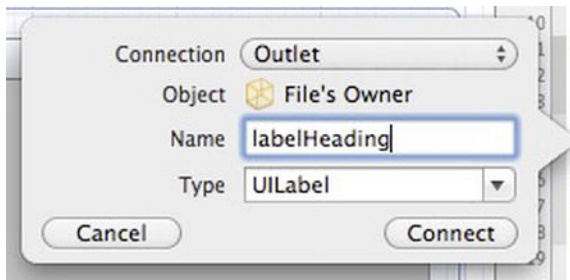 Connection Outlet
Object File's Owner
Name labelHeading
Type UILabel
Cancel Connect